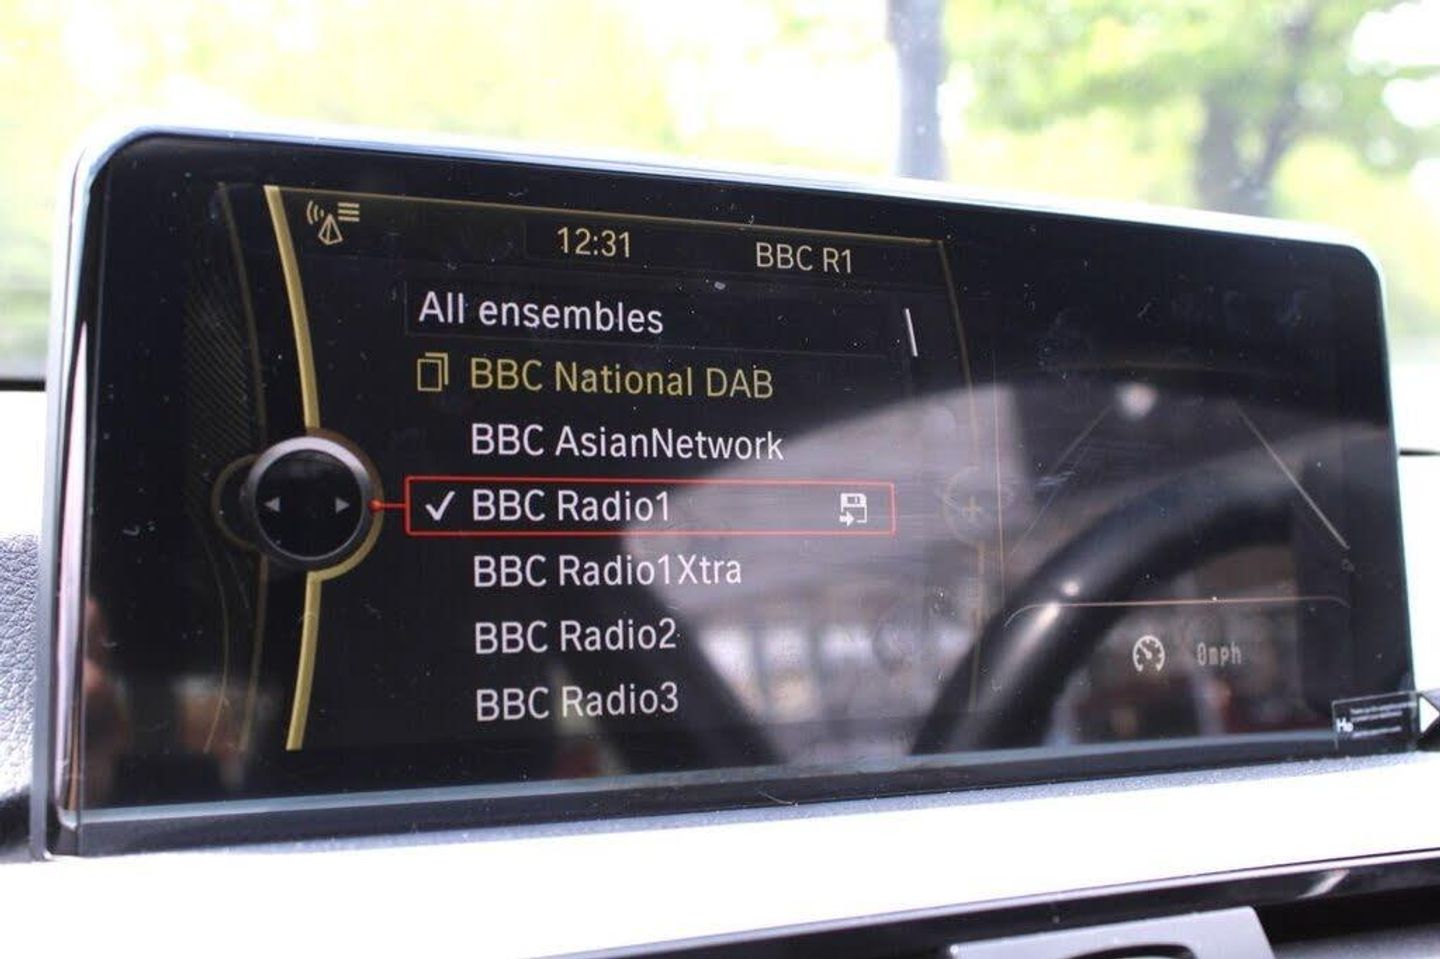 12:31 BBC R1
All ensembles
BBC National DAB
BBC AsianNetwork
BBC Radio1
BBC Radio1Xtra
BBC Radio2
BBC Radio3
0mph